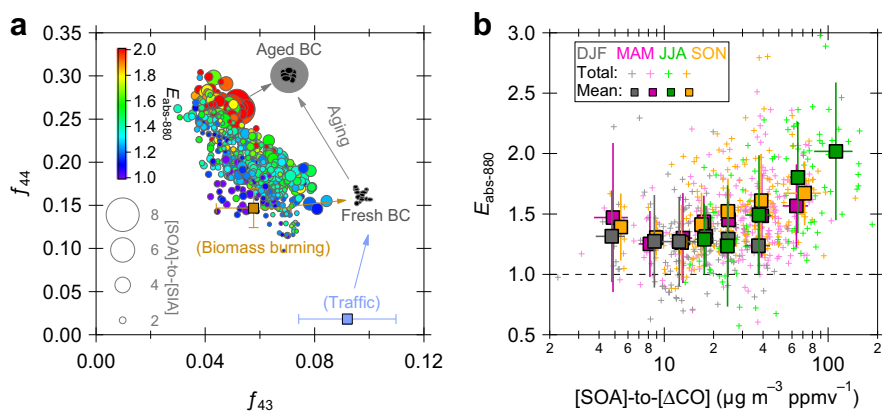 a
0.35
0.30
0.25
0.20
0.15
0.10
0.05
0.00
f44
0.00
0.04
0.08
0.12
f43
2.0
1.8
1.6
1.4
1.2
1.0
Eabs-880
Aged BC
Aging
Fresh BC
(Biomass burning)
(Traffic)
8
6
4
2
[SOA]-to-[SIA]
b
3.0
2.5
2.0
1.5
1.0
0.5
Eabs-880
DJF MAM JJA SON
Total: + + + +
Mean:
2 4 6 8 10 2 4 6 8 100 2
[SOA]-to-[ΔCO] (μg m⁻³ ppmv⁻¹)